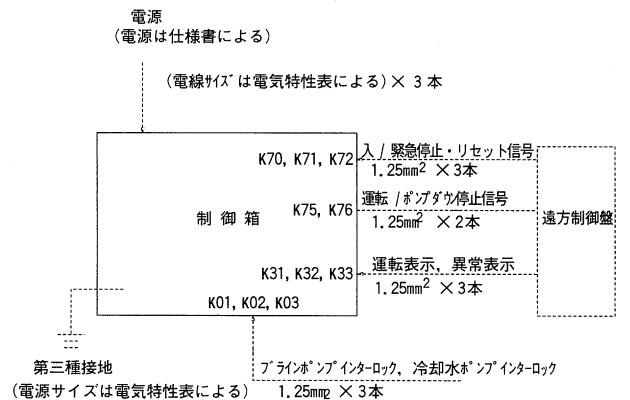 電源
(電源は仕様書による)
(電線ｻｲｽﾞは電気特性表による) × 3 本
K70, K71, K72
入 / 緊急停止・リセット信号
1.25mm² ×3本
K75, K76
運転 /ﾎﾟﾝﾌﾟﾀﾞｳﾝ停止信号
1.25mm² ×2本
制 御 箱
遠方制御盤
K31, K32, K33
運転表示, 異常表示
1.25mm² ×3本
K01, K02, K03
第三種接地
(電源サイズは電気特性表による)
ﾌﾞﾗｲﾝﾎﾟﾝﾌﾟｲﾝﾀｰﾛｯｸ, 冷却水ﾎﾟﾝﾌﾟｲﾝﾀｰﾛｯｸ
1.25mm2 ×3本